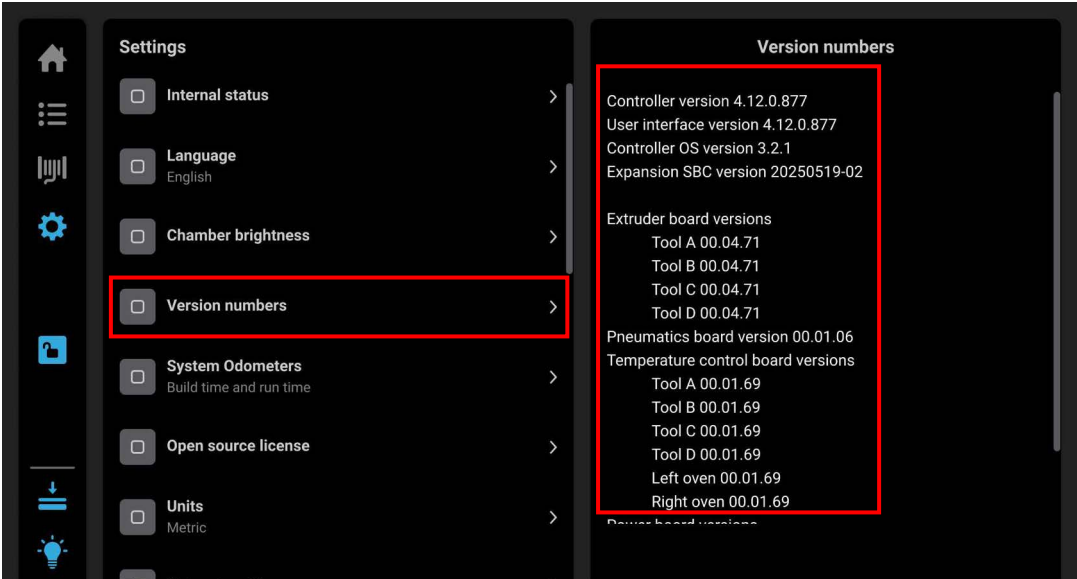 Settings
Internal status
Language
English
Chamber brightness
Version numbers
System Odometers
Build time and run time
Open source license
Units
Metric
Version numbers
Controller version 4.12.0.877
User interface version 4.12.0.877
Controller OS version 3.2.1
Expansion SBC version 20250519-02
Extruder board versions
Tool A 00.04.71
Tool B 00.04.71
Tool C 00.04.71
Tool D 00.04.71
Pneumatics board version 00.01.06
Temperature control board versions
Tool A 00.01.69
Tool B 00.01.69
Tool C 00.01.69
Tool D 00.01.69
Left oven 00.01.69
Right oven 00.01.69
Power board versions